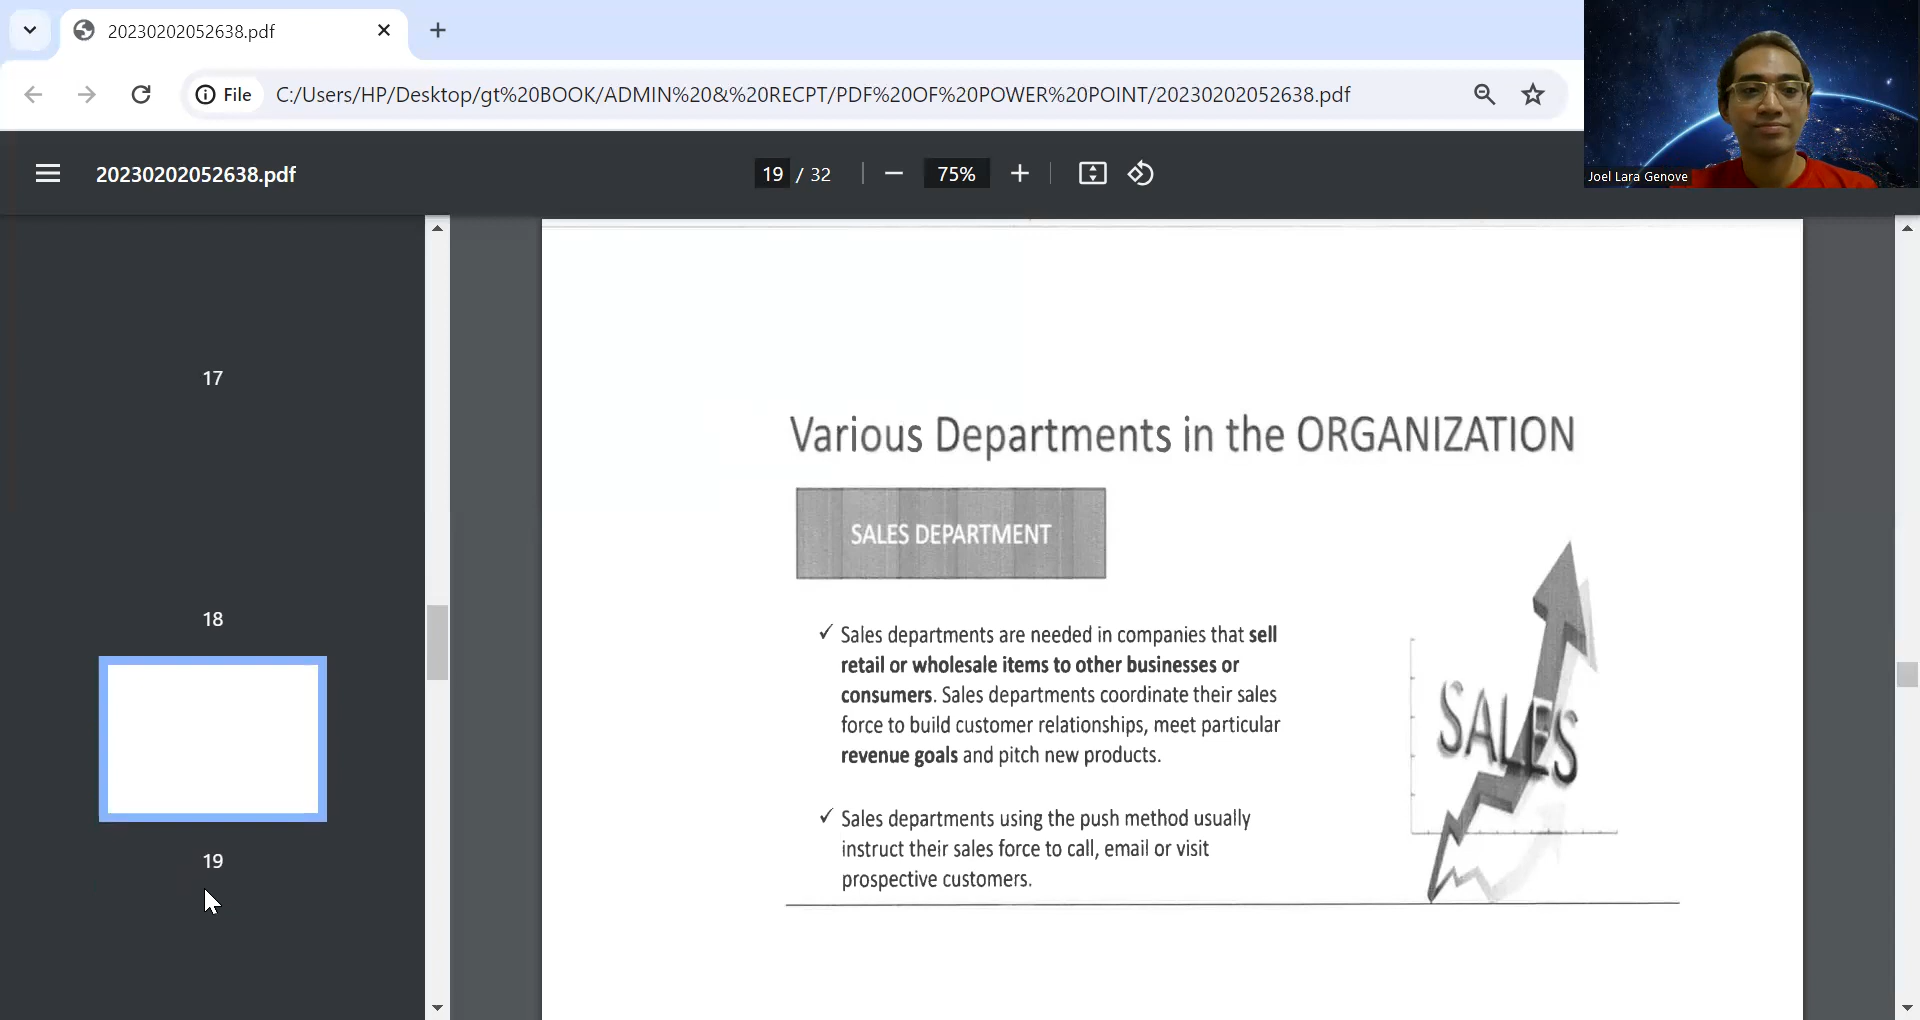 20230202052638.pdf
File
C:/Users/HP/Desktop/gt%20BOOK/ADMIN%20&%20RECPT/PDF%20OF%20POWER%20POINT/20230202052638.pdf
Joel Lara Genove
20230202052638.pdf
19 / 32
75%
17
18
19
Various Departments in the ORGANIZATION
SALES DEPARTMENT
✓ Sales departments are needed in companies that sell
retail or wholesale items to other businesses or
consumers. Sales departments coordinate their sales
force to build customer relationships, meet particular
revenue goals and pitch new products.
✓ Sales departments using the push method usually
instruct their sales force to call, email or visit
prospective customers.
SALES